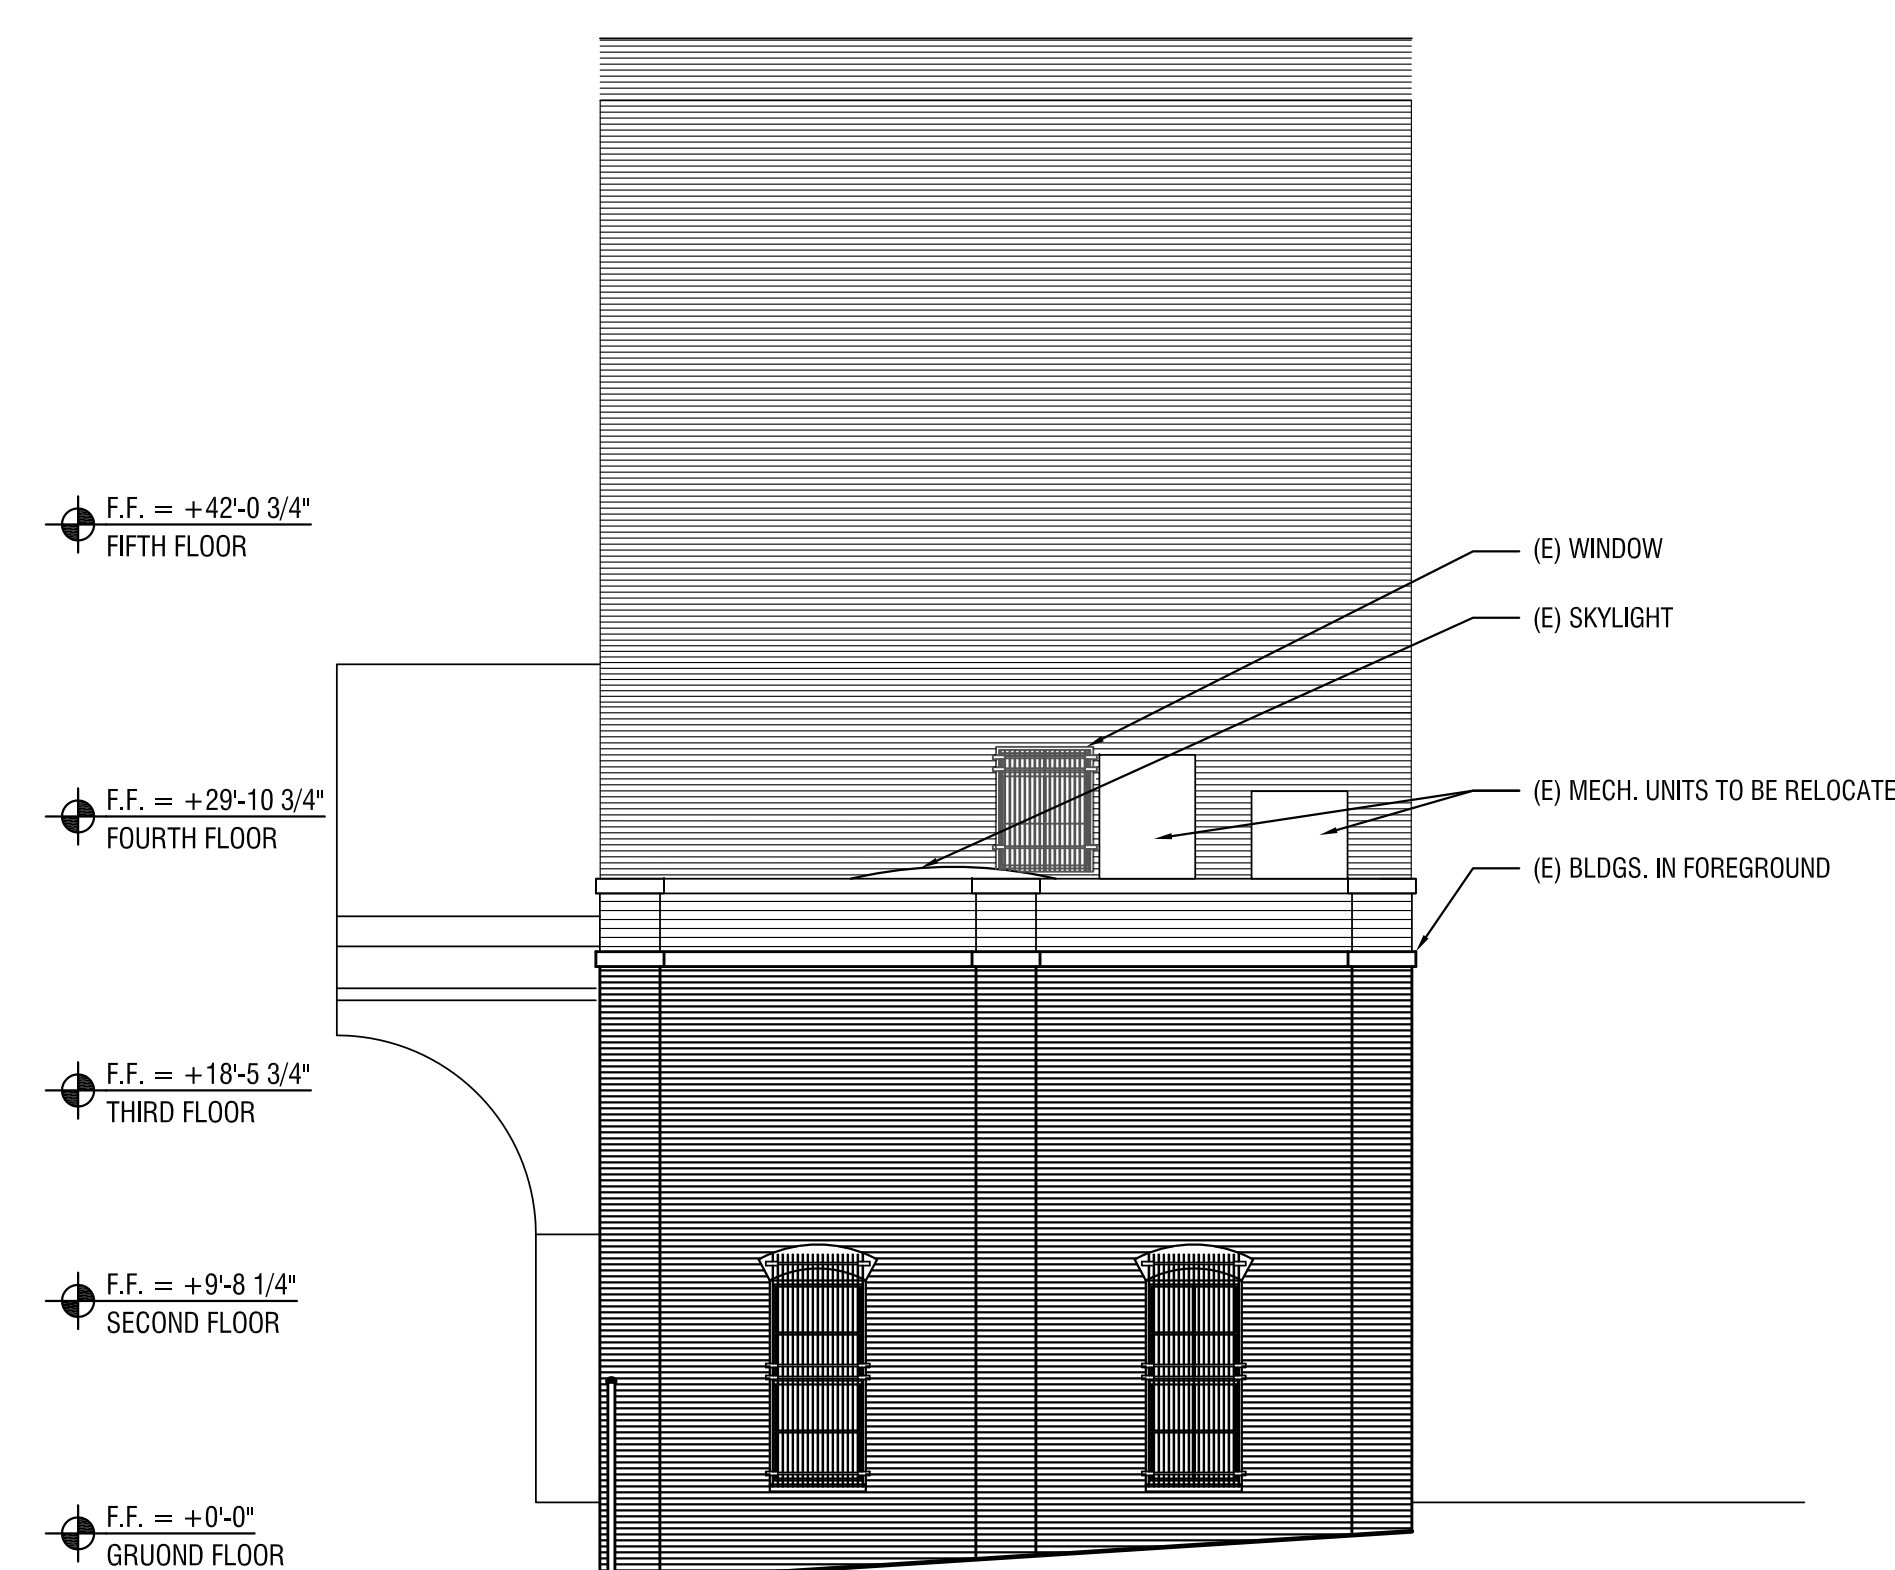 F.F. = +42'-0 3/4"
FIFTH FLOOR
(E) WINDOW
(E) SKYLIGHT
F.F. = +29'-10 3/4"
FOURTH FLOOR
(E) MECH. UNITS TO BE RELOCATE
(E) BLDGS. IN FOREGROUND
F.F. = +18'-5 3/4"
THIRD FLOOR
F.F. = +9'-8 1/4"
SECOND FLOOR
F.F. = +0'-0"
GRUOND FLOOR